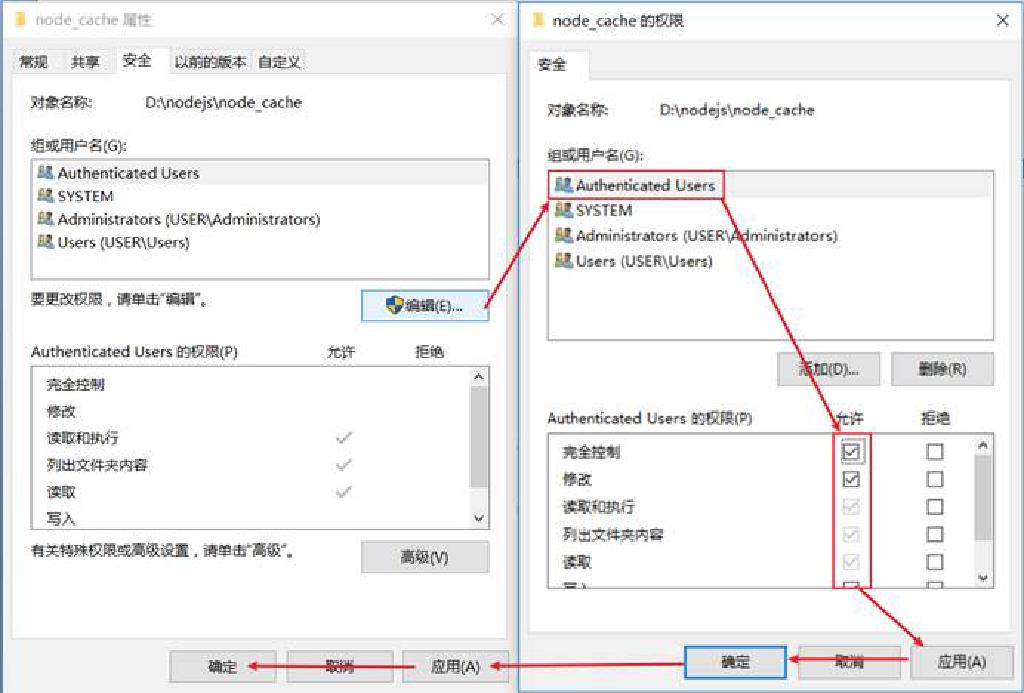 node_cache 属性
常规 共享 安全 以前的版本 自定义
对象名称: D:\nodejs\node_cache
组或用户名(G):
Authenticated Users
SYSTEM
Administrators (USER\Administrators)
Users (USER\Users)
要更改权限，请单击"编辑"。
编辑(E)...
Authenticated Users 的权限(P) 允许 拒绝
完全控制
修改
读取和执行
列出文件夹内容
读取
写入
有关特殊权限或高级设置，请单击"高级"。
高级(V)
确定 取消 应用(A)
node_cache 的权限
安全
对象名称: D:\nodejs\node_cache
组或用户名(G):
Authenticated Users
SYSTEM
Administrators (USER\Administrators)
Users (USER\Users)
添加(D)... 删除(R)
Authenticated Users 的权限(P) 允许 拒绝
完全控制
修改
读取和执行
列出文件夹内容
读取
确定 取消 应用(A)